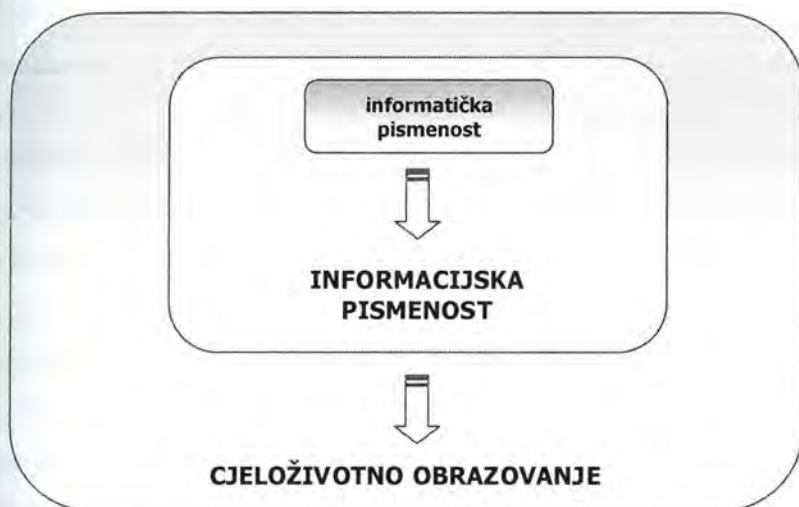 informatička
pismenost
INFORMACIJSKA
PISMENOST
CJELOŽIVOTNO OBRAZOVANJE